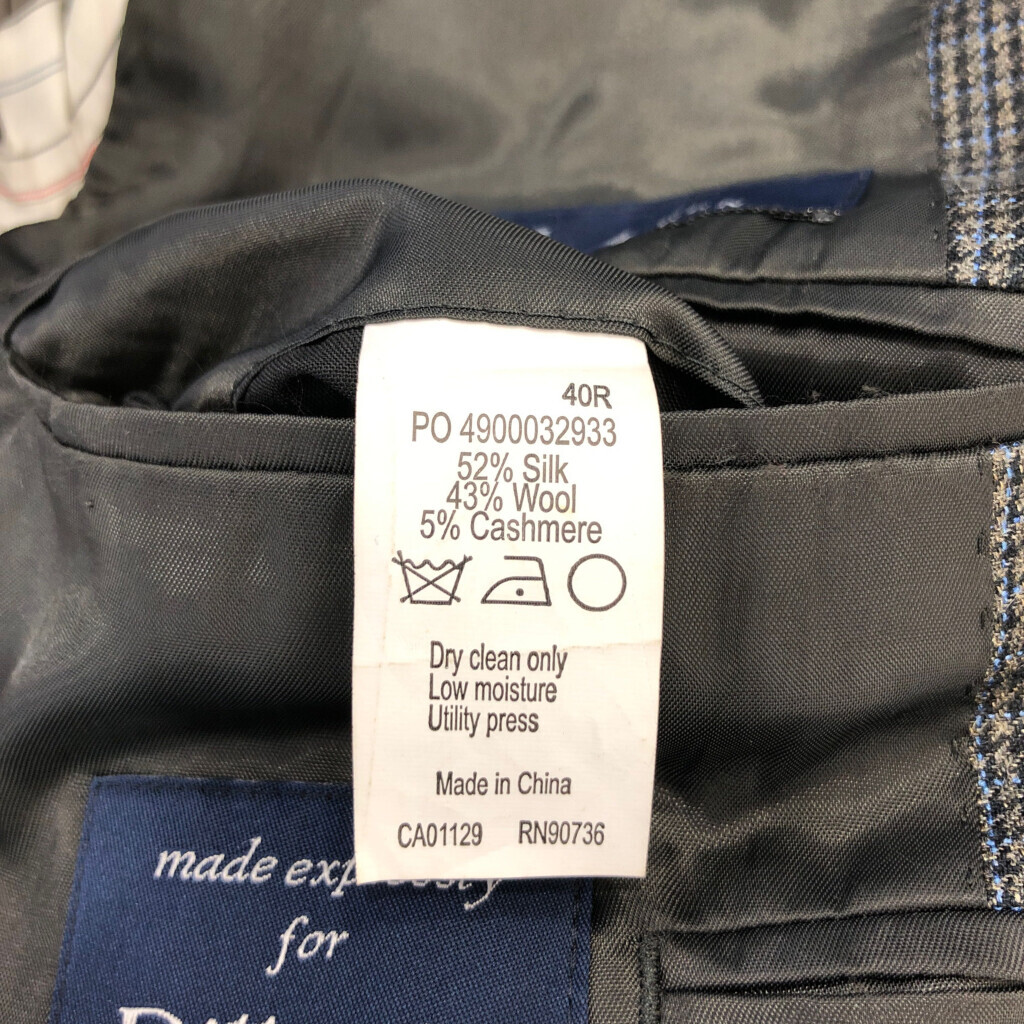 40R
PO 4900032933
52% Silk
43% Wool
5% Cashmere
Dry clean only
Low moisture
Utility press
Made in China
CA01129 RN90736
made expressly
for